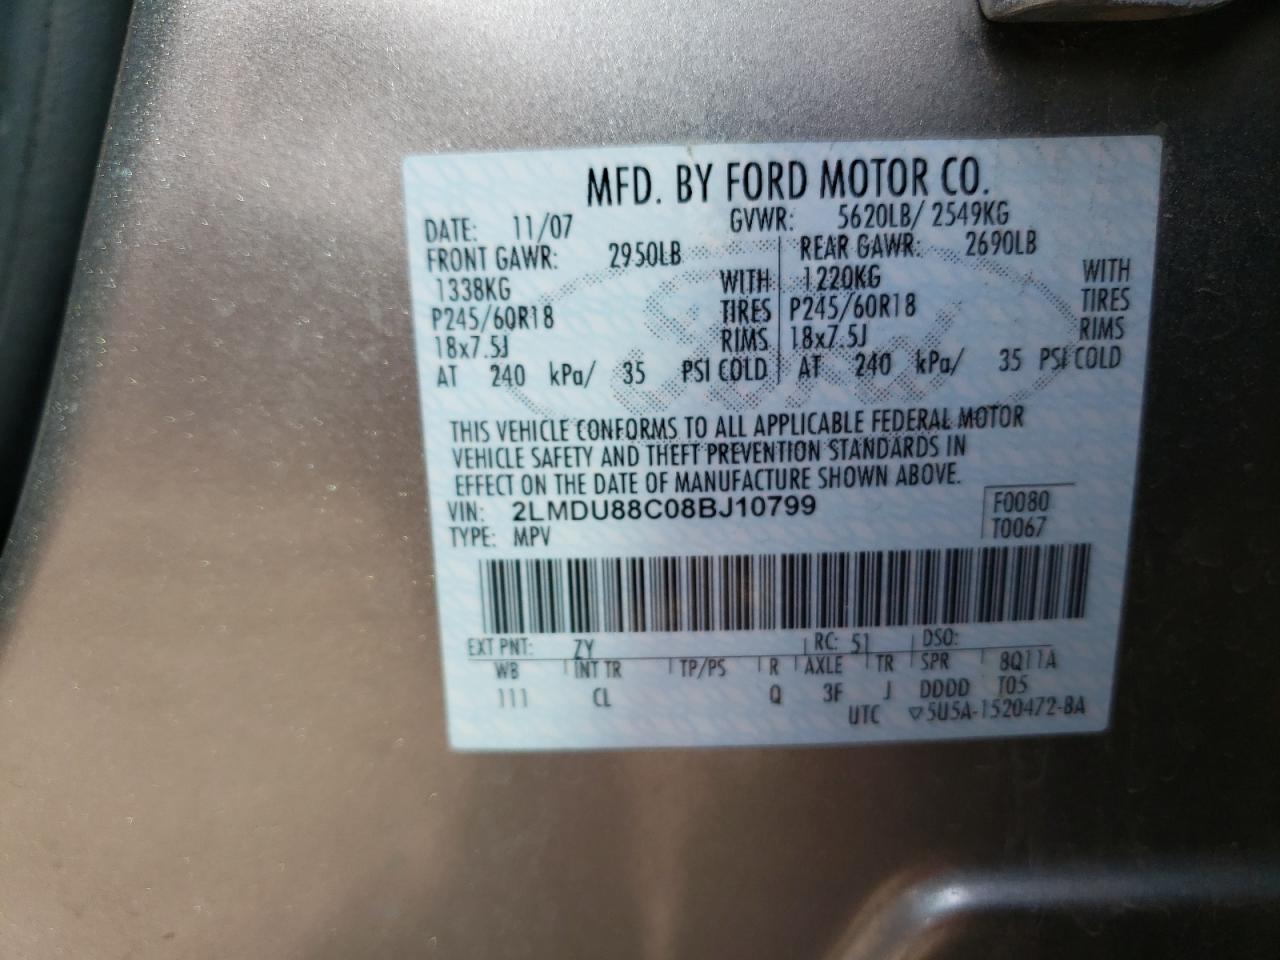 MFD. BY FORD MOTOR CO.
DATE: 11/07 GVWR: 5620LB/ 2549KG
FRONT GAWR: 2950LB REAR GAWR: 2690LB
1338KG WITH 1220KG WITH
P245/60R18 TIRES P245/60R18 TIRES
18x7.5J RIMS 18x7.5J RIMS
AT 240 kPa/ 35 PSI COLD AT 240 kPa/ 35 PSI COLD
THIS VEHICLE CONFORMS TO ALL APPLICABLE FEDERAL MOTOR
VEHICLE SAFETY AND THEFT PREVENTION STANDARDS IN
EFFECT ON THE DATE OF MANUFACTURE SHOWN ABOVE.
VIN: 2LMDU88C08BJ10799 F0080
TYPE: MPV T0067
EXT PNT: ZY RC: 51 DSO:
WB INT TR TP/PS R AXLE TR SPR 8Q11A
111 CL Q 3F J DDDD T05
UTC ▽5U5A-1520472-BA